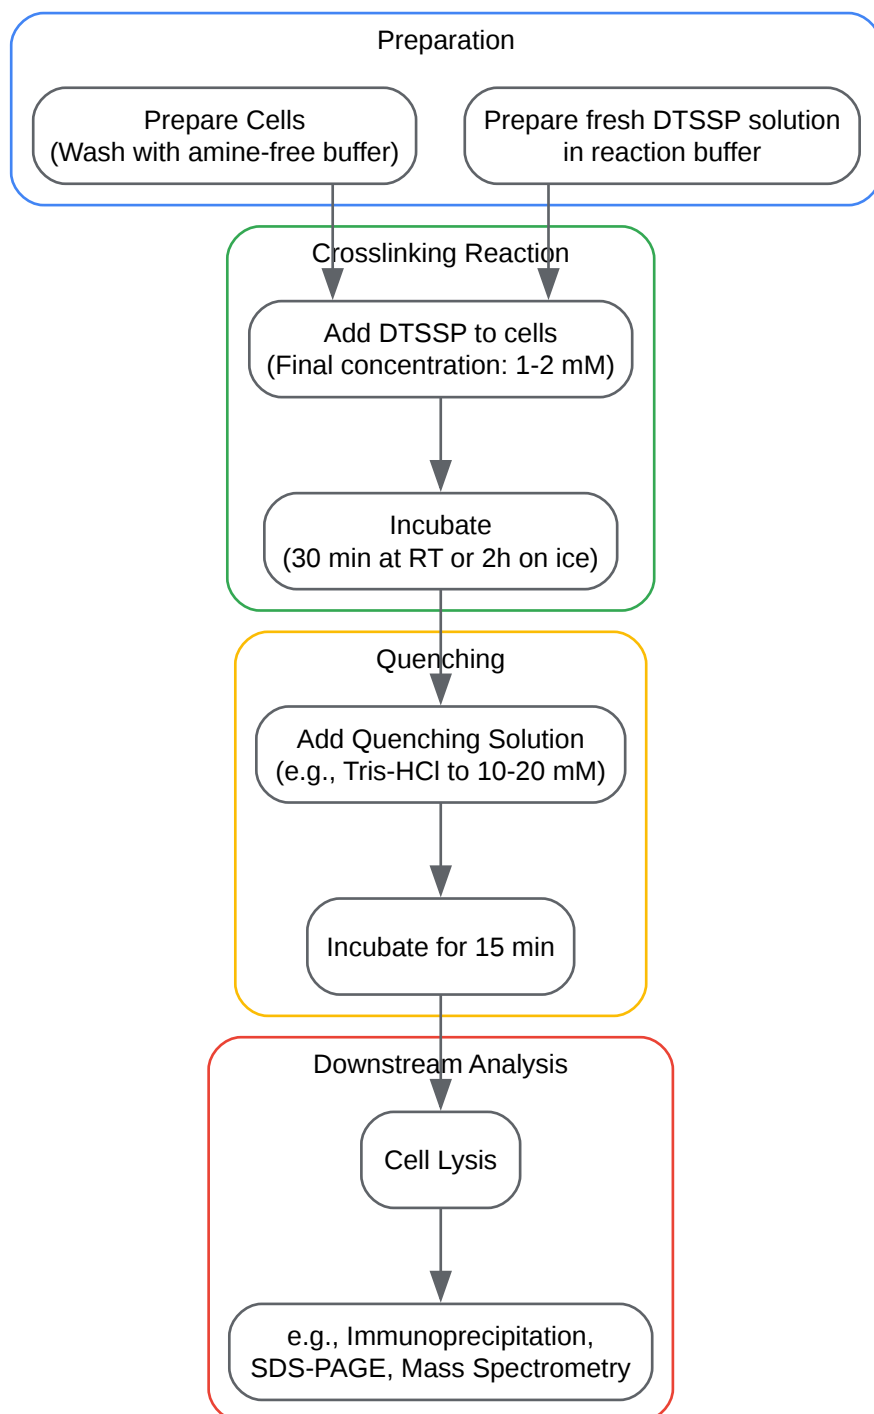 Preparation
Prepare Cells
(Wash with amine-free buffer)
Prepare fresh DTSSP solution
in reaction buffer
Crosslinking Reaction
Add DTSSP to cells
(Final concentration: 1-2 mM)
Incubate
(30 min at RT or 2h on ice)
Quenching
Add Quenching Solution
(e.g., Tris-HCl to 10-20 mM)
Incubate for 15 min
Downstream Analysis
Cell Lysis
e.g., Immunoprecipitation,
SDS-PAGE, Mass Spectrometry